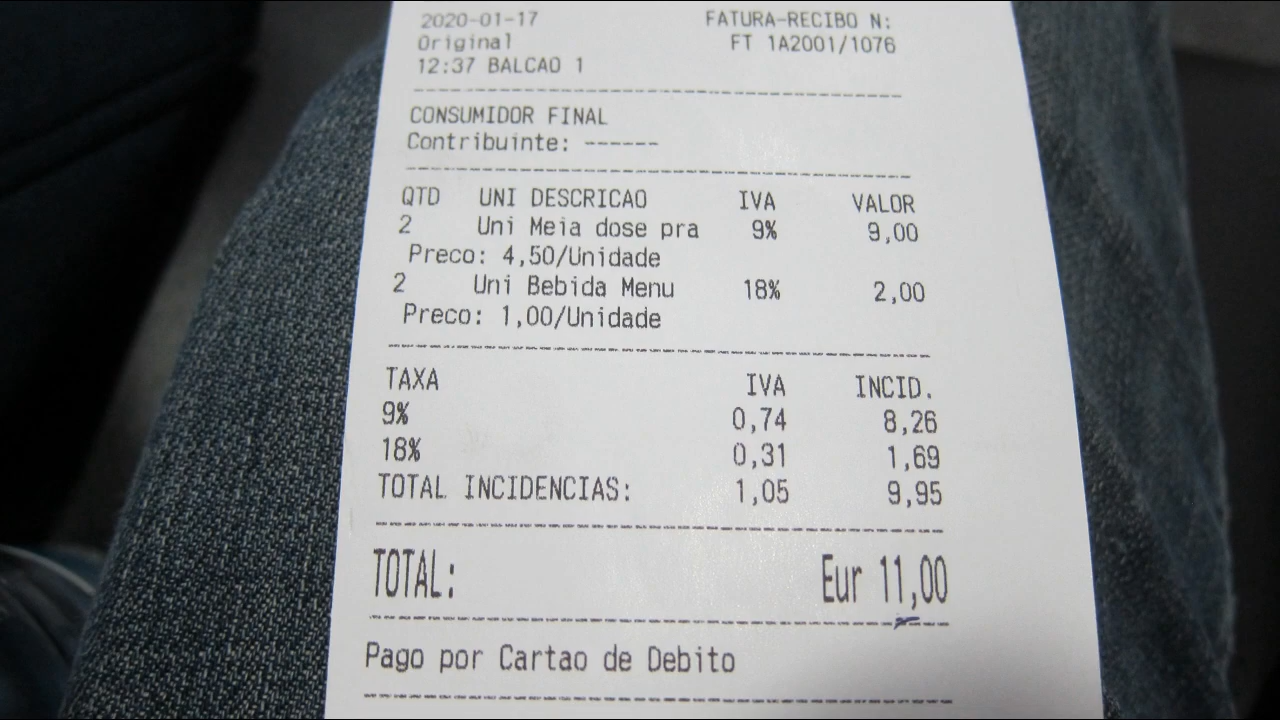 2020-01-17 FATURA-RECIBO N:
Original FT 1A2001/1076
12:37 BALCAO 1
CONSUMIDOR FINAL
Contribuinte: ------
QTD UNI DESCRICAO IVA VALOR
2 Uni Meia dose pra 9% 9,00
Preco: 4,50/Unidade
2 Uni Bebida Menu 18% 2,00
Preco: 1,00/Unidade
TAXA IVA INCID.
9% 0,74 8,26
18% 0,31 1,69
TOTAL INCIDENCIAS: 1,05 9,95
TOTAL: Eur 11,00
Pago por Cartao de Debito